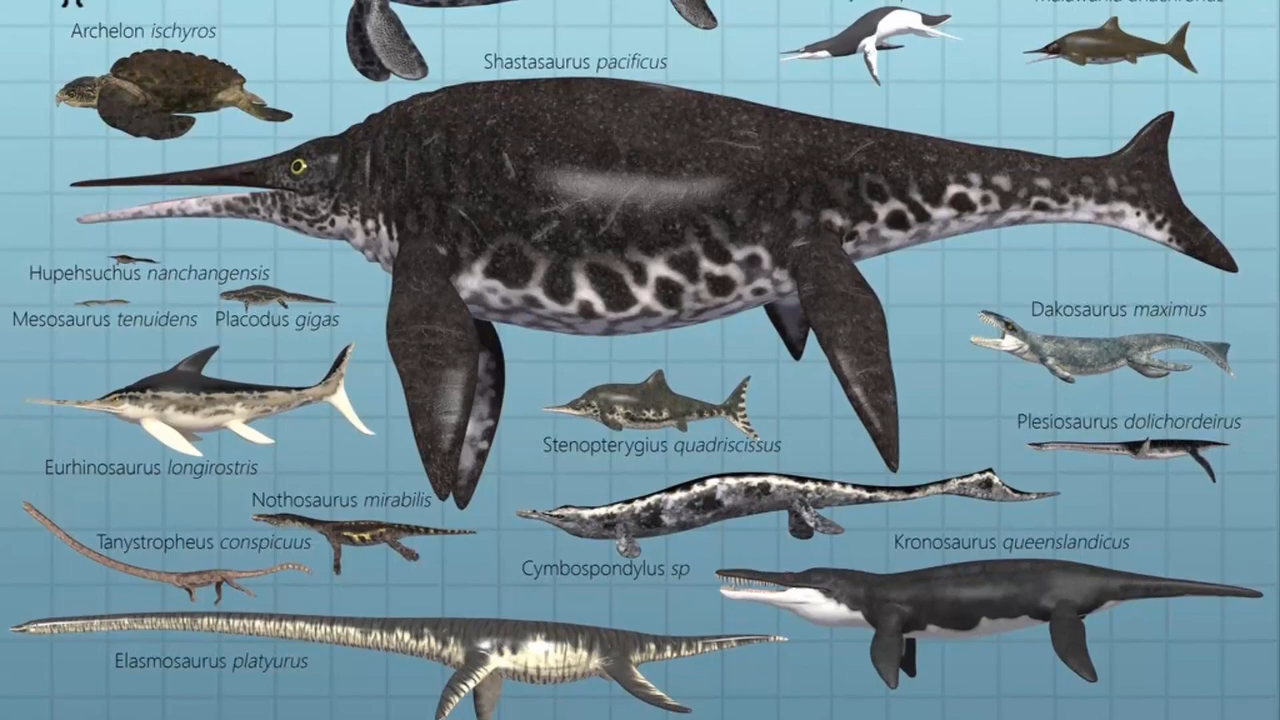 Archelon ischyros
Shastasaurus pacificus
Hupehsuchus nanchangensis
Mesosaurus tenuidens
Placodus gigas
Dakosaurus maximus
Plesiosaurus dolichordeirus
Stenopterygius quadriscissus
Eurhinosaurus longirostris
Nothosaurus mirabilis
Tanystropheus conspicuus
Cymbospondylus sp
Kronosaurus queenslandicus
Elasmosaurus platyurus